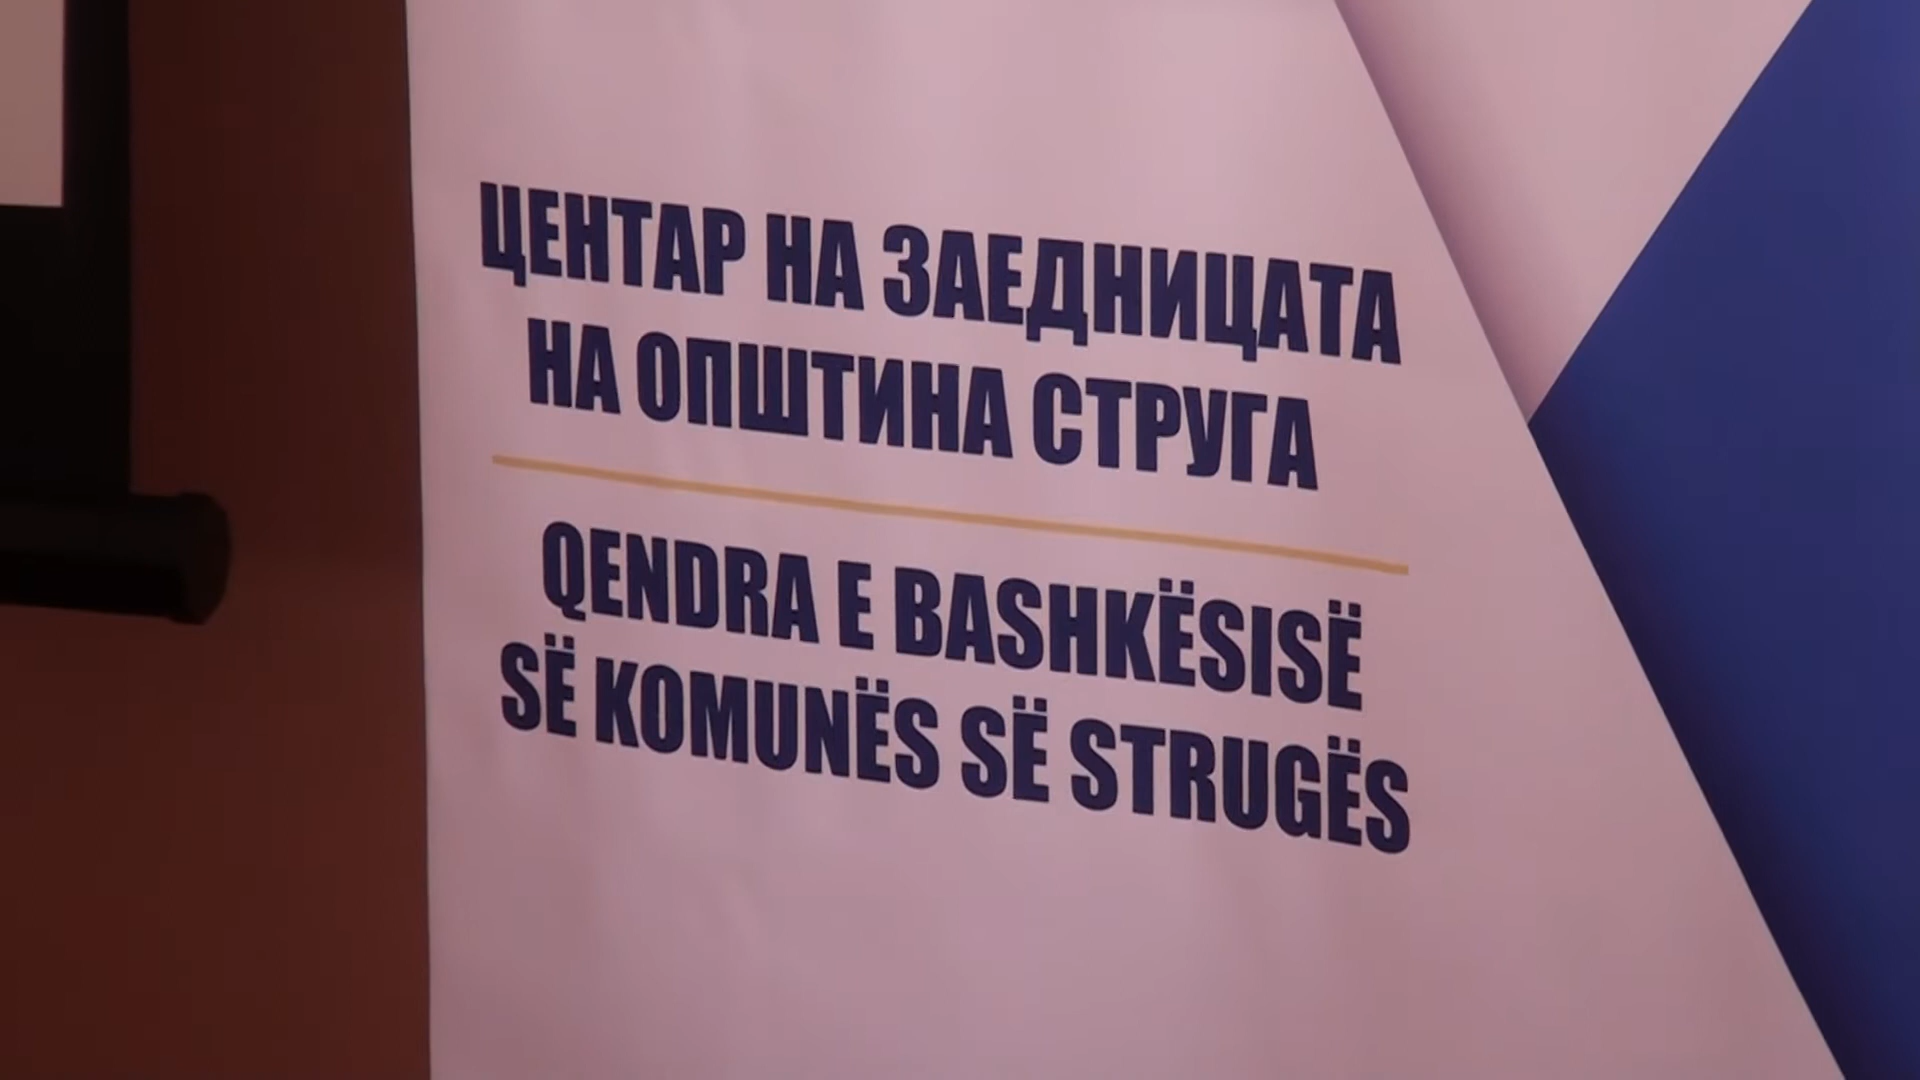 ЦЕНТАР НА ЗАЕДНИЦАТА
НА ОПШТИНА СТРУГА
QENDRA E BASHKËSISË
SË KOMUNËS SË STRUGËS